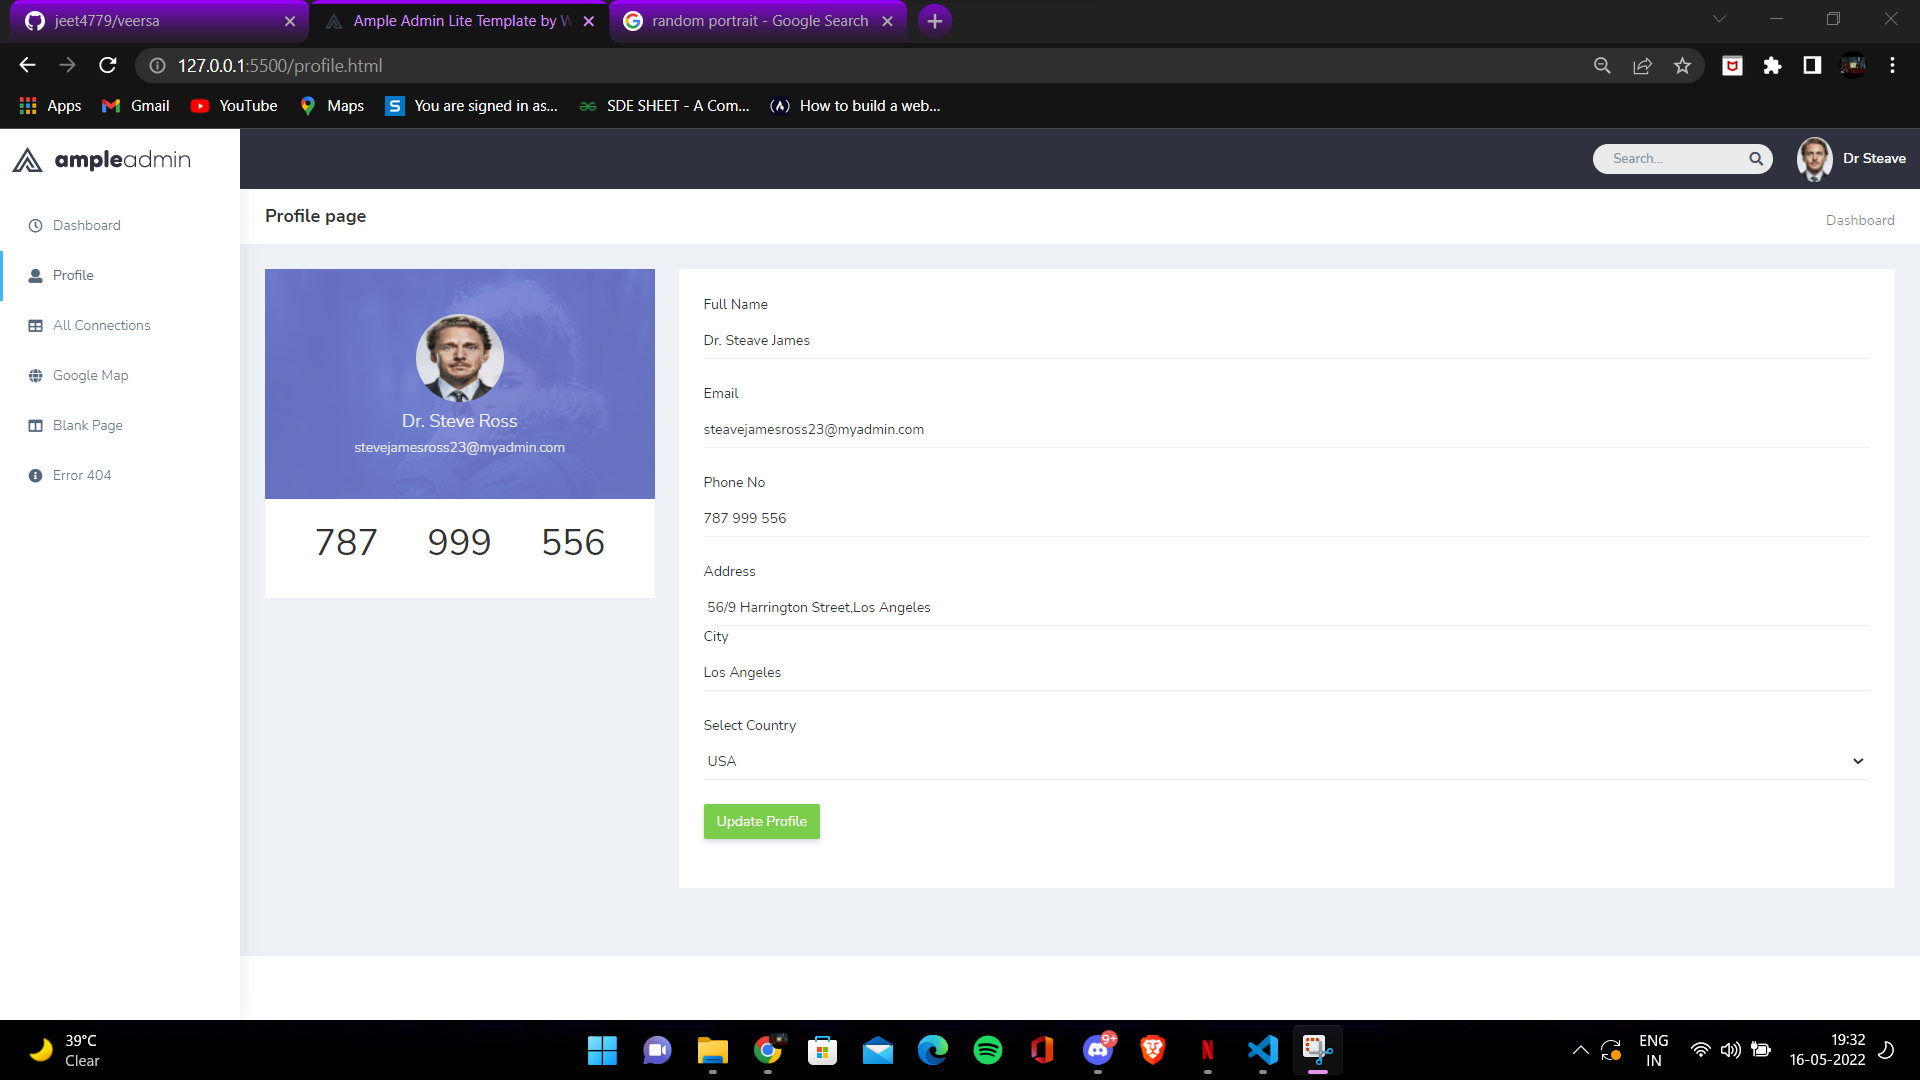 jeet4779/veersa
Ample Admin Lite Template by W
random portrait - Google Search
127.0.0.1:5500/profile.html
Apps
Gmail
YouTube
Maps
S
You are signed in as...
SDE SHEET - A Com...
How to build a web...
ampleadmin
Search...
Dr Steave
Dashboard
Profile
All Connections
Google Map
Blank Page
Error 404
Profile page
Dashboard
Dr. Steve Ross
stevejamesross23@myadmin.com
787 999 556
Full Name
Dr. Steave James
Email
steavejamesross23@myadmin.com
Phone No
787 999 556
Address
56/9 Harrington Street,Los Angeles
City
Los Angeles
Select Country
USA
Update Profile
39°C
Clear
9+
ENG
IN
19:32
16-05-2022